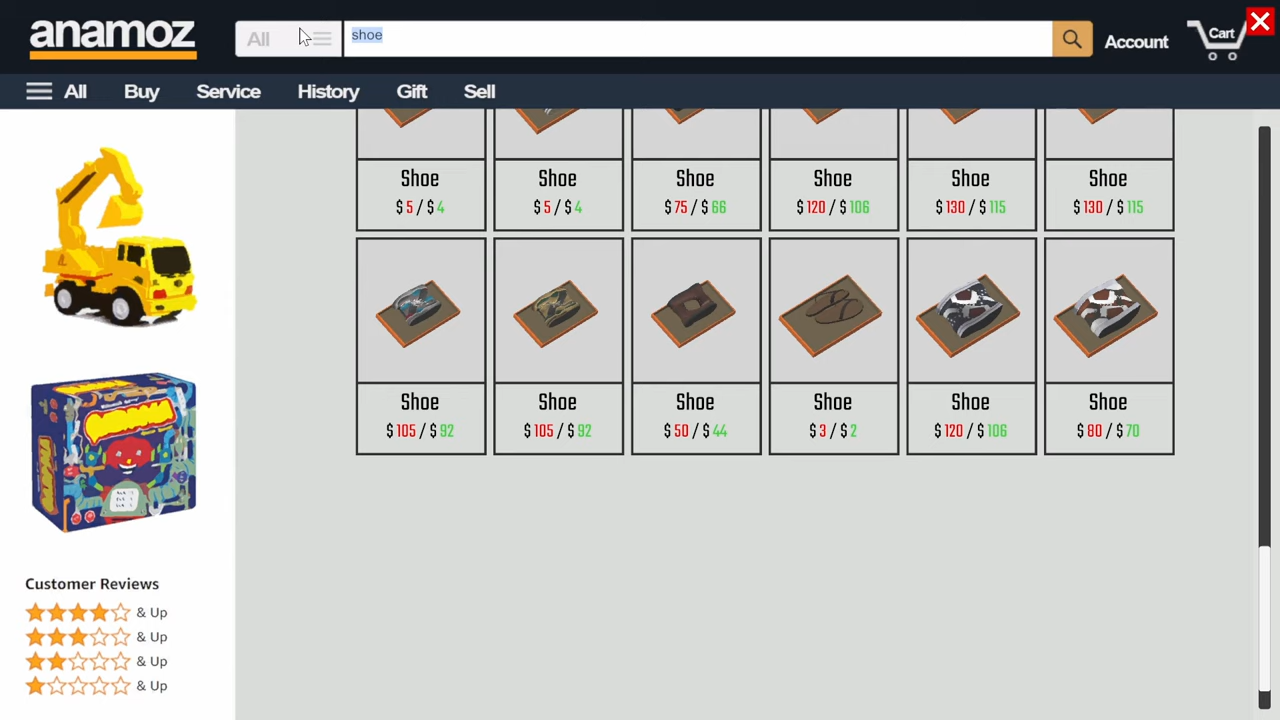 anamoz
All
shoe
Account
Cart
All
Buy
Service
History
Gift
Sell
Shoe
$ 5 / $ 4
Shoe
$ 5 / $ 4
Shoe
$ 75 / $ 66
Shoe
$ 120 / $ 106
Shoe
$ 130 / $ 115
Shoe
$ 130 / $ 115
Shoe
$ 105 / $ 92
Shoe
$ 105 / $ 92
Shoe
$ 50 / $ 44
Shoe
$ 3 / $ 2
Shoe
$ 120 / $ 106
Shoe
$ 80 / $ 70
Customer Reviews
& Up
& Up
& Up
& Up